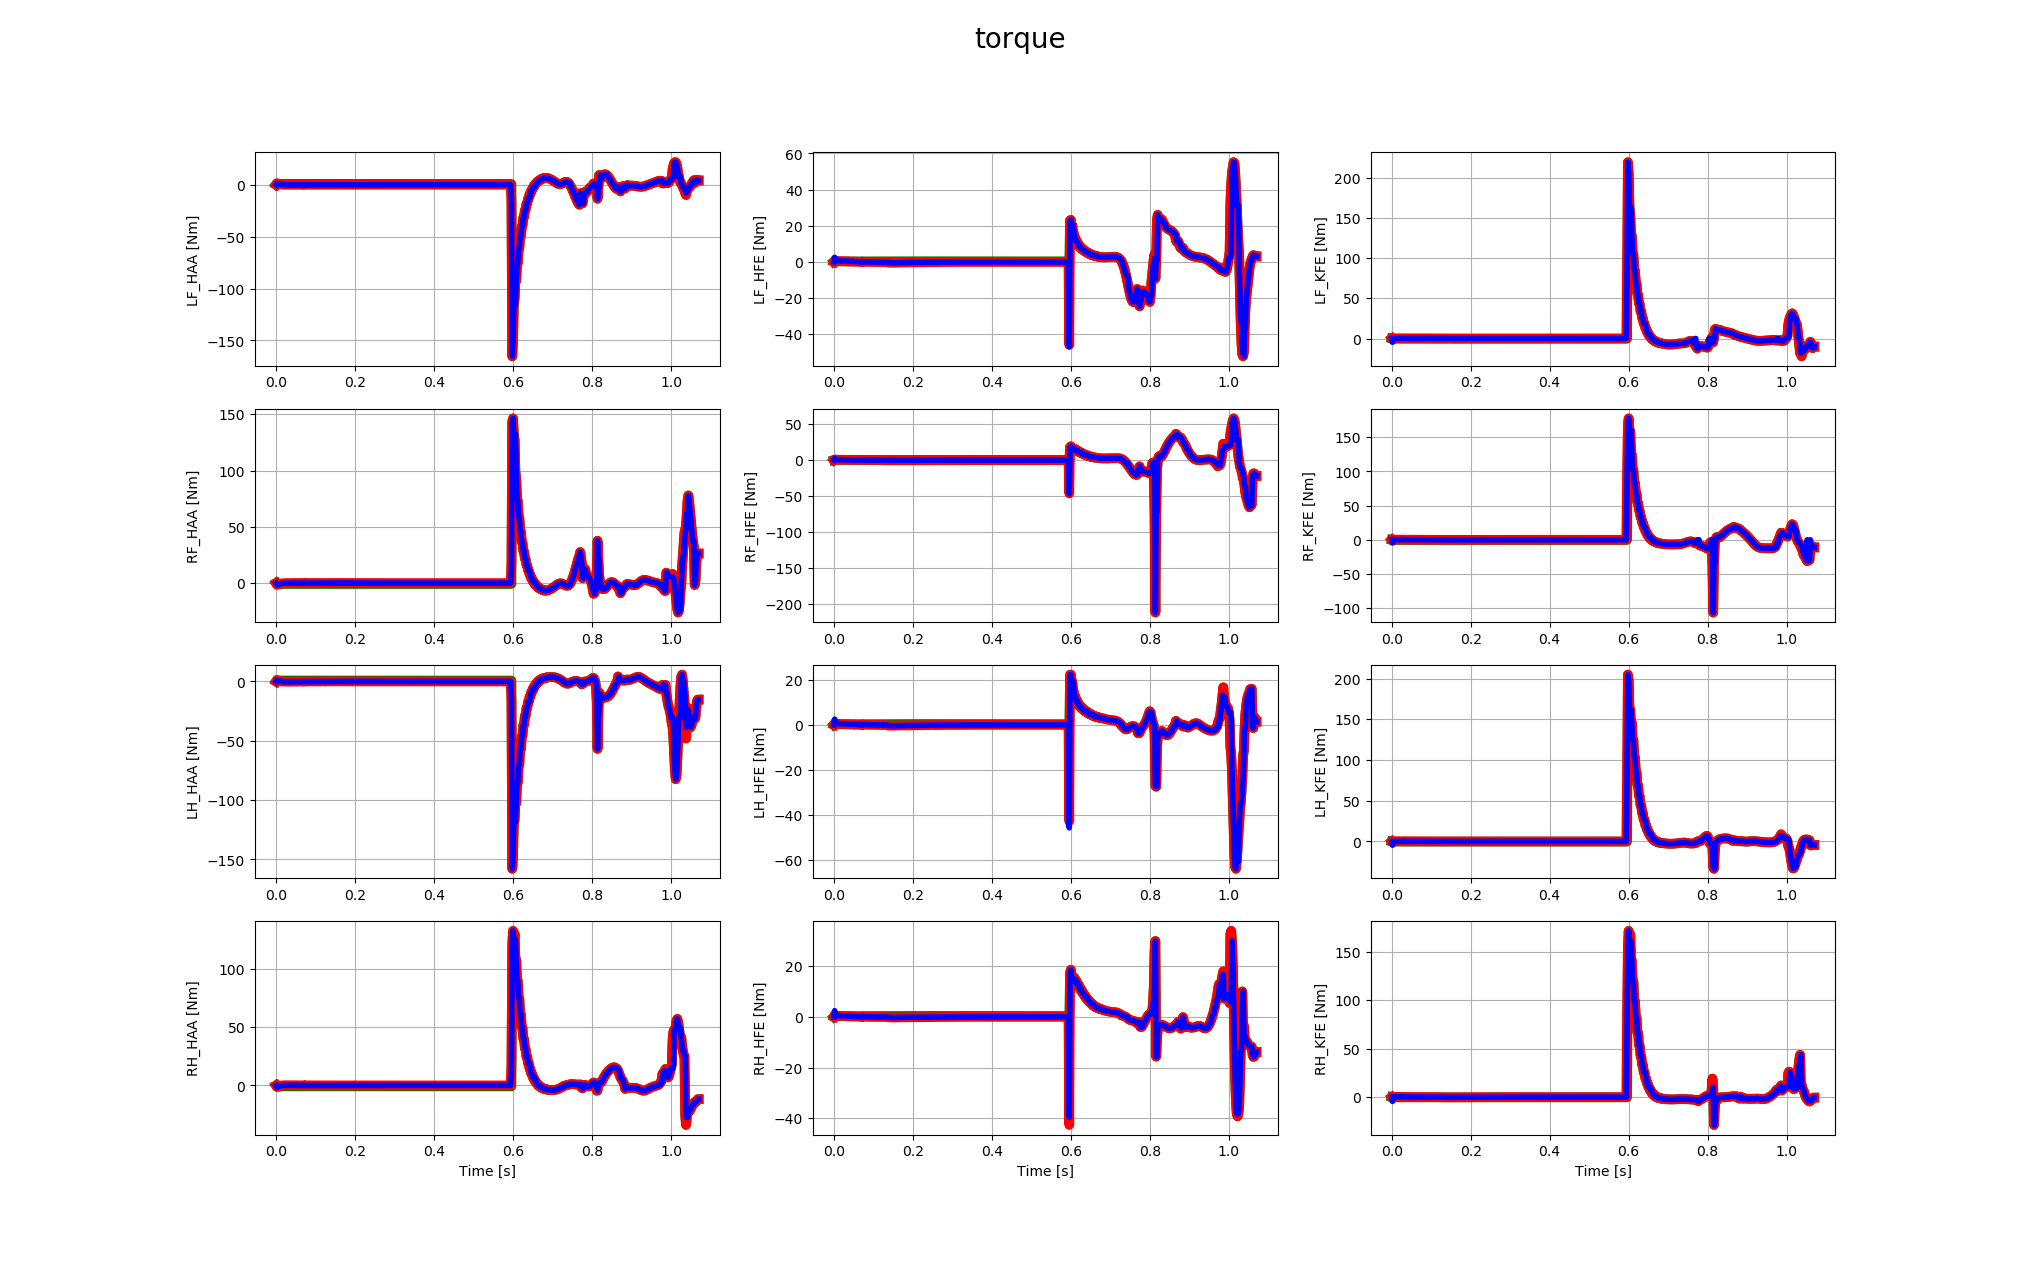 torque
LF_HAA [Nm]
0
−50
−100
−150
0.0 0.2 0.4 0.6 0.8 1.0
LF_HFE [Nm]
60
40
20
0
−20
−40
0.0 0.2 0.4 0.6 0.8 1.0
LF_KFE [Nm]
200
150
100
50
0
0.0 0.2 0.4 0.6 0.8 1.0
RF_HAA [Nm]
150
100
50
0
0.0 0.2 0.4 0.6 0.8 1.0
RF_HFE [Nm]
50
0
−50
−100
−150
−200
0.0 0.2 0.4 0.6 0.8 1.0
RF_KFE [Nm]
150
100
50
0
−50
−100
0.0 0.2 0.4 0.6 0.8 1.0
LH_HAA [Nm]
0
−50
−100
−150
0.0 0.2 0.4 0.6 0.8 1.0
LH_HFE [Nm]
20
0
−20
−40
−60
0.0 0.2 0.4 0.6 0.8 1.0
LH_KFE [Nm]
200
150
100
50
0
0.0 0.2 0.4 0.6 0.8 1.0
RH_HAA [Nm]
100
50
0
0.0 0.2 0.4 0.6 0.8 1.0
Time [s]
RH_HFE [Nm]
20
0
−20
−40
0.0 0.2 0.4 0.6 0.8 1.0
Time [s]
RH_KFE [Nm]
150
100
50
0
0.0 0.2 0.4 0.6 0.8 1.0
Time [s]